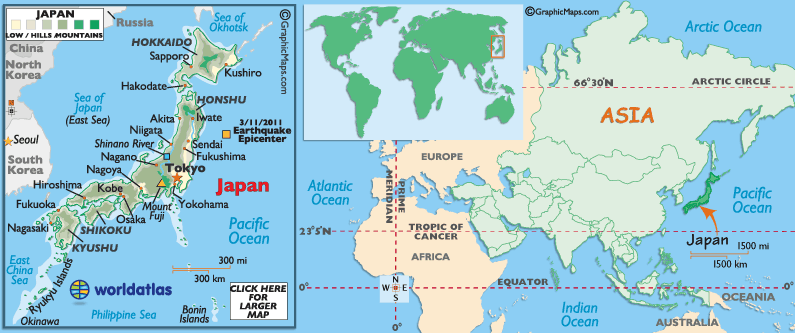 JAPAN
LOW / HILLS MOUNTAINS
©GraphicMaps.com
Russia
Sea of
Okhotsk
China
HOKKAIDO
Sapporo
Kushiro
North
Korea
Hakodate
Sea of
Japan
(East Sea)
HONSHU
Akita
Iwate
3/11/2011
Earthquake
Epicenter
Niigata
Seoul
Shinano River
Sendai
Nagano
Fukushima
South
Korea
Nagoya
Tokyo
Hiroshima
Kobe
Japan
Fukuoka
Mount
Fuji
Yokohama
Osaka
Nagasaki
SHIKOKU
KYUSHU
Pacific
Ocean
East
China
Sea
300 mi
300 km
Ryukyu Islands
worldatlas
CLICK HERE
FOR
LARGER
MAP
Bonin
Islands
Philippine Sea
Okinawa
©GraphicMaps.com
Arctic Ocean
66°30'N
ARCTIC CIRCLE
ASIA
EUROPE
Atlantic
Ocean
PRIME
MERIDIAN
Pacific
Ocean
23°5'N
TROPIC OF
CANCER
AFRICA
Japan
1500 mi
1500 km
EQUATOR
0°
N
W E
S
Indian
Ocean
OCEANIA
AUSTRALIA
0°